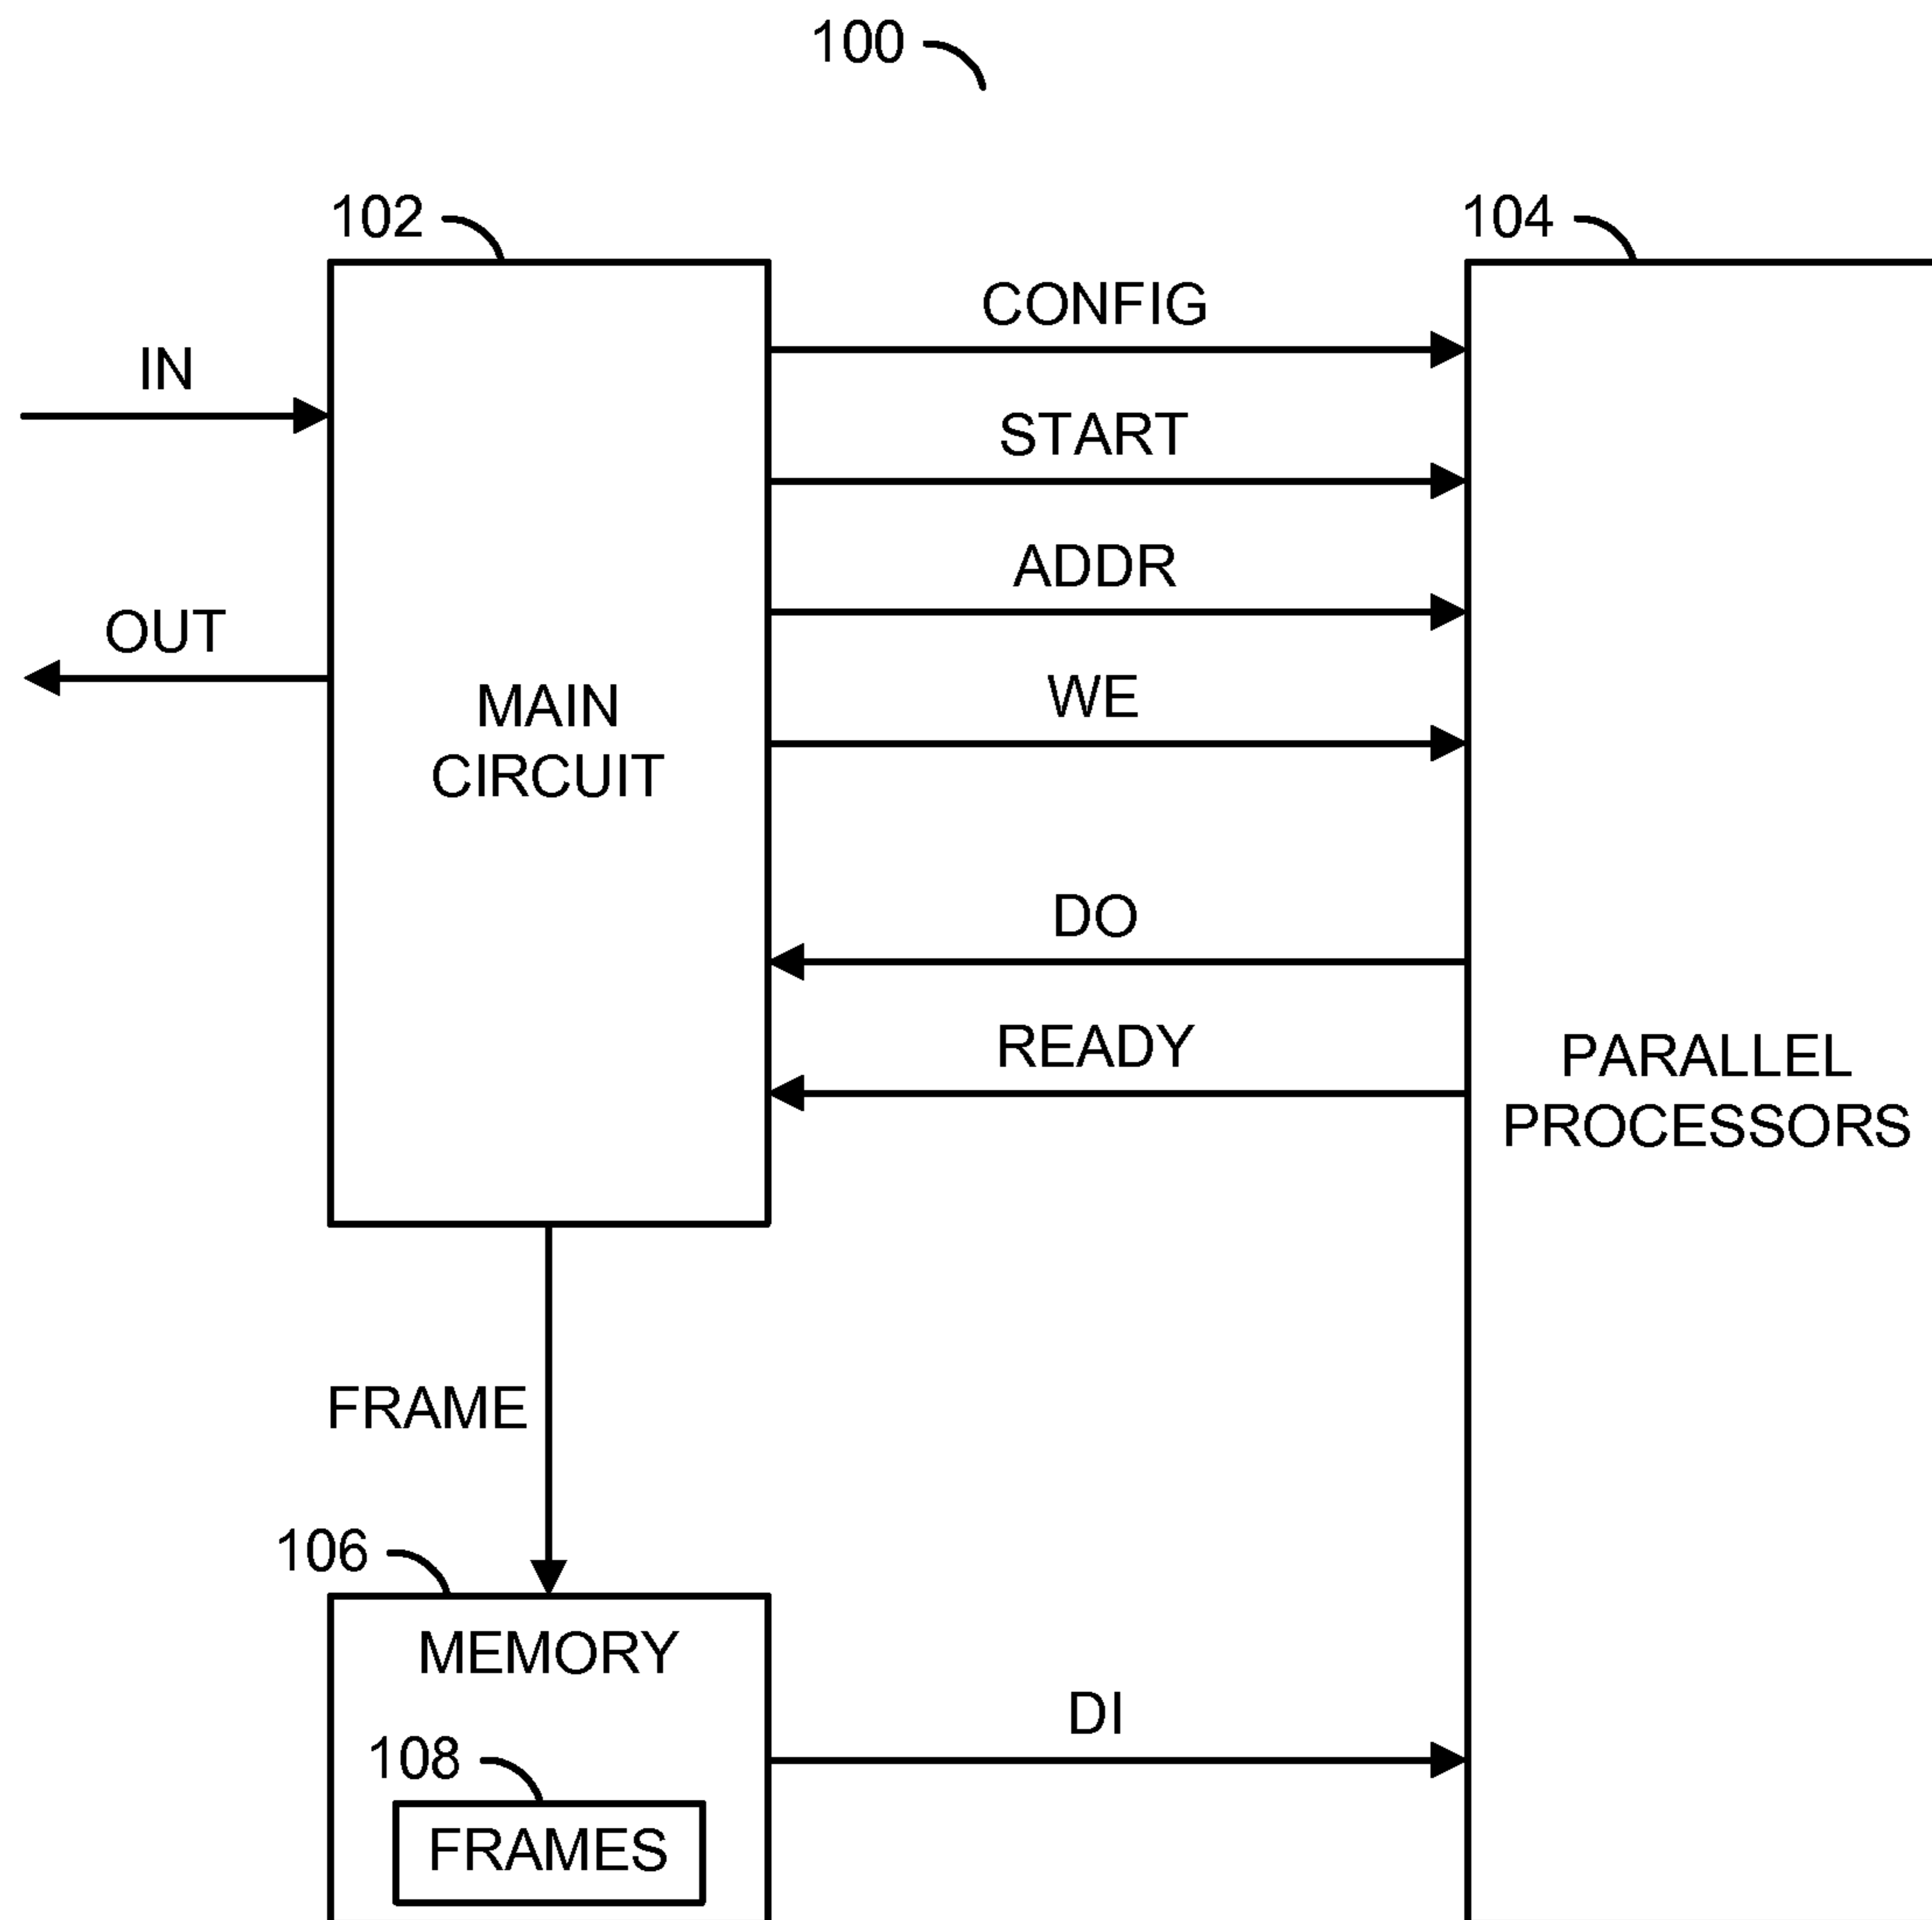 100
102
104
CONFIG
IN
START
ADDR
OUT
WE
MAIN
CIRCUIT
DO
READY
PARALLEL
PROCESSORS
FRAME
106
MEMORY
DI
108
FRAMES